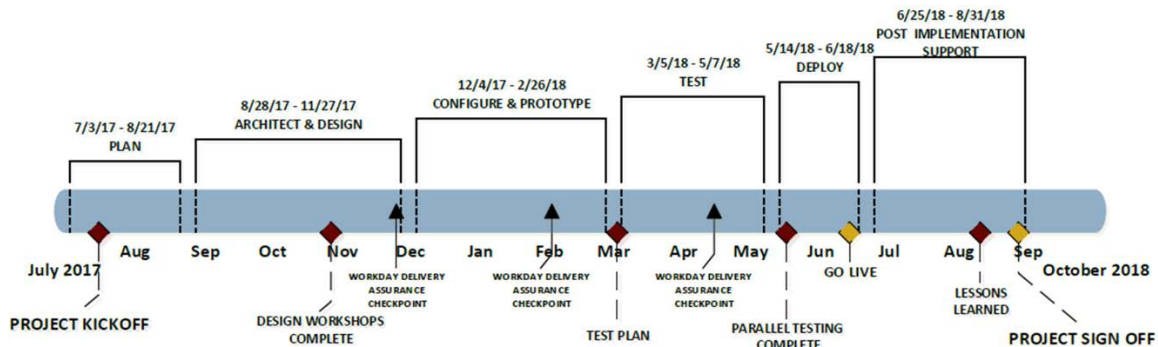 6/25/18 - 8/31/18
POST IMPLEMENTATION
SUPPORT
5/14/18 - 6/18/18
DEPLOY
3/5/18 - 5/7/18
TEST
12/4/17 - 2/26/18
CONFIGURE & PROTOTYPE
8/28/17 - 11/27/17
ARCHITECT & DESIGN
7/3/17 - 8/21/17
PLAN
Aug Sep Oct Nov Dec Jan Feb Mar Apr May Jun Jul Aug Sep
July 2017
October 2018
WORKDAY DELIVERY
ASSURANCE
CHECKPOINT
WORKDAY DELIVERY
ASSURANCE
CHECKPOINT
WORKDAY DELIVERY
ASSURANCE
CHECKPOINT
GO LIVE
LESSONS
LEARNED
PROJECT KICKOFF
DESIGN WORKSHOPS
COMPLETE
TEST PLAN
PARALLEL TESTING
COMPLETE
PROJECT SIGN OFF